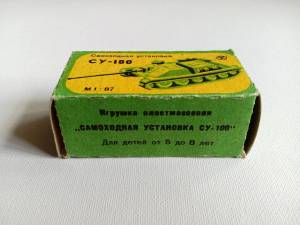 Самоходная установка
СУ-100
М 1:87
Игрушка пластмассовая
„САМОХОДНАЯ УСТАНОВКА СУ-100"
Для детей от 5 до 8 лет